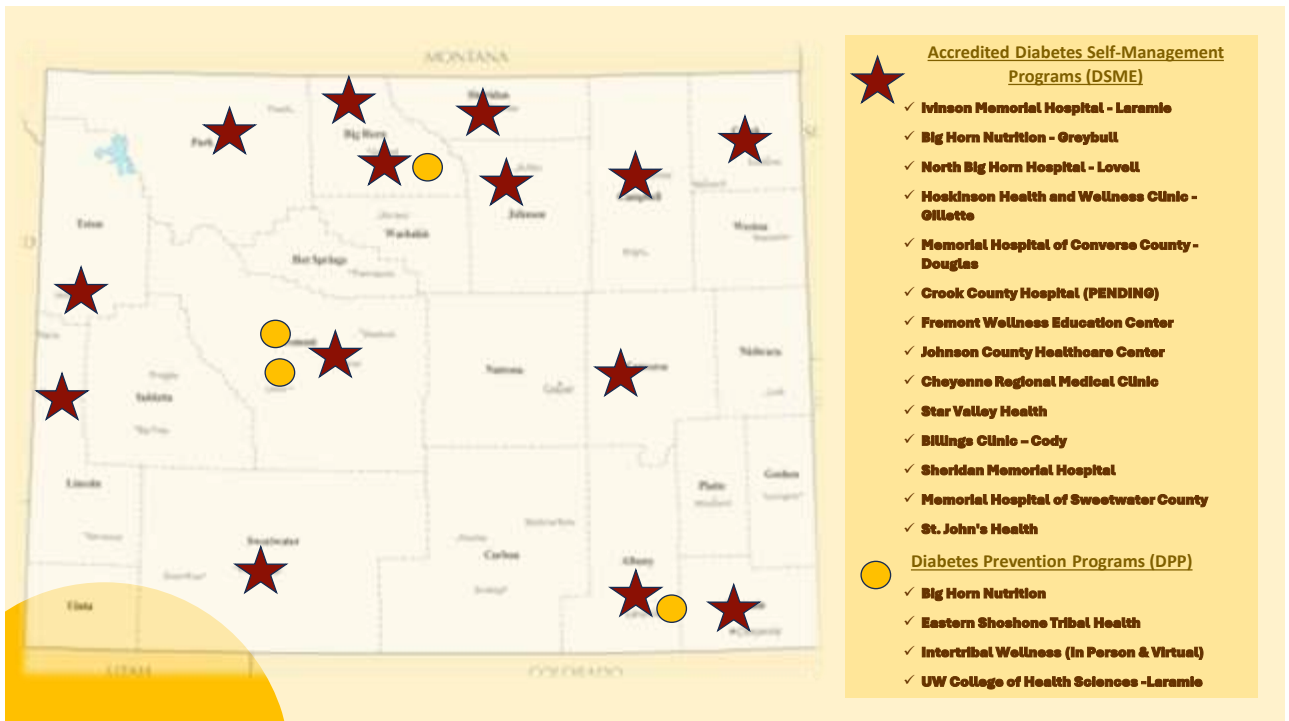 MONTANA
Sheridan
Big Horn
Park
Campbell
Johnson
Teton
Washakie
Weston
Hot Springs
Niobrara
Natrona
Sublette
Lincoln
Platte
Goshen
Sweetwater
Carbon
Albany
Uinta
UTAH
COLORADO
Accredited Diabetes Self-Management
Programs (DSME)
✓ Ivinson Memorial Hospital - Laramie
✓ Big Horn Nutrition - Greybull
✓ North Big Horn Hospital - Lovell
✓ Hoskinson Health and Wellness Clinic -
Gillette
✓ Memorial Hospital of Converse County -
Douglas
✓ Crook County Hospital (PENDING)
✓ Fremont Wellness Education Center
✓ Johnson County Healthcare Center
✓ Cheyenne Regional Medical Clinic
✓ Star Valley Health
✓ Billings Clinic – Cody
✓ Sheridan Memorial Hospital
✓ Memorial Hospital of Sweetwater County
✓ St. John's Health
Diabetes Prevention Programs (DPP)
✓ Big Horn Nutrition
✓ Eastern Shoshone Tribal Health
✓ Intertribal Wellness (In Person & Virtual)
✓ UW College of Health Sciences -Laramie